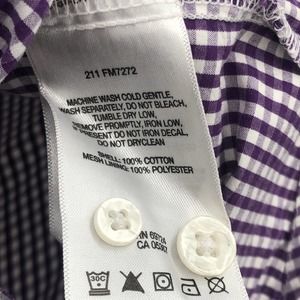 211 FM7272
MACHINE WASH COLD GENTLE,
WASH SEPARATELY, DO NOT BLEACH,
TUMBLE DRY LOW,
REMOVE PROMPTLY, IRON LOW,
IF PRESENT DO NOT IRON DECAL,
DO NOT DRYCLEAN
SHELL: 100% COTTON
MESH LINING: 100% POLYESTER
CA
30C